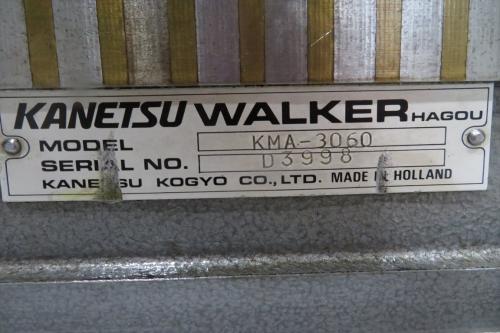 KANETSU WALKER HAGOU
MODEL KMA-3060
SERIAL NO. D3998
KANETSU KOGYO CO., LTD. MADE IN HOLLAND